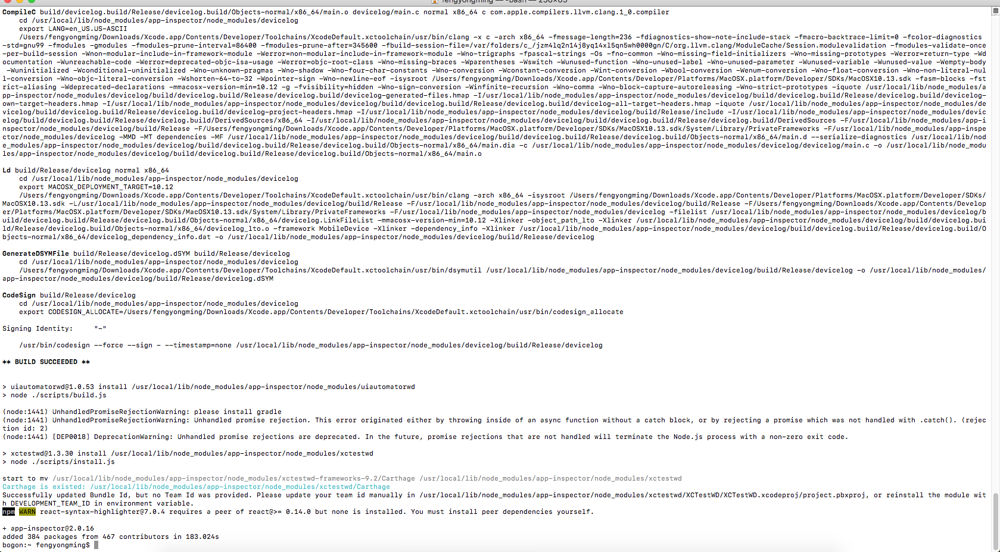 fengyongming — -bash — 236×65
CompileC build/devicelog.build/Release/devicelog.build/Objects-normal/x86_64/main.o devicelog/main.c normal x86_64 c com.apple.compilers.llvm.clang.1_0.compiler
cd /usr/local/lib/node_modules/app-inspector/node_modules/devicelog
export LANG=en_US.US-ASCII
/Users/fengyongming/Downloads/Xcode.app/Contents/Developer/Toolchains/XcodeDefault.xctoolchain/usr/bin/clang -x c -arch x86_64 -fmessage-length=236 -fdiagnostics-show-note-include-stack -fmacro-backtrace-limit=0 -fcolor-diagnostics
-std=gnu99 -fmodules -gmodules -fmodules-prune-interval=86400 -fmodules-prune-after=345600 -fbuild-session-file=/var/folders/c_/jzm4lq2n14j8yq14xl5qn5wh0000gn/C/org.llvm.clang/ModuleCache/Session.modulevalidation -fmodules-validate-once
-per-build-session -Wnon-modular-include-in-framework-module -Werror=non-modular-include-in-framework-module -Wno-trigraphs -fpascal-strings -Os -fno-common -Wno-missing-field-initializers -Wno-missing-prototypes -Werror=return-type -Wd
ocumentation -Wunreachable-code -Werror=deprecated-objc-isa-usage -Werror=objc-root-class -Wno-missing-braces -Wparentheses -Wswitch -Wunused-function -Wno-unused-label -Wno-unused-parameter -Wunused-variable -Wunused-value -Wempty-body
-Wuninitialized -Wconditional-uninitialized -Wno-unknown-pragmas -Wno-shadow -Wno-four-char-constants -Wno-conversion -Wconstant-conversion -Wint-conversion -Wbool-conversion -Wenum-conversion -Wno-float-conversion -Wno-non-literal-nul
l-conversion -Wno-objc-literal-conversion -Wshorten-64-to-32 -Wpointer-sign -Wno-newline-eof -isysroot /Users/fengyongming/Downloads/Xcode.app/Contents/Developer/Platforms/MacOSX.platform/Developer/SDKs/MacOSX10.13.sdk -fasm-blocks -fst
rict-aliasing -Wdeprecated-declarations -mmacosx-version-min=10.12 -g -fvisibility=hidden -Wno-sign-conversion -Winfinite-recursion -Wno-comma -Wno-block-capture-autoreleasing -Wno-strict-prototypes -iquote /usr/local/lib/node_modules/a
pp-inspector/node_modules/devicelog/build/devicelog.build/Release/devicelog.build/devicelog-generated-files.hmap -I/usr/local/lib/node_modules/app-inspector/node_modules/devicelog/build/devicelog.build/Release/devicelog.build/devicelog-
own-target-headers.hmap -I/usr/local/lib/node_modules/app-inspector/node_modules/devicelog/build/devicelog.build/Release/devicelog.build/devicelog-all-target-headers.hmap -iquote /usr/local/lib/node_modules/app-inspector/node_modules/de
vicelog/build/devicelog.build/Release/devicelog.build/devicelog-project-headers.hmap -I/usr/local/lib/node_modules/app-inspector/node_modules/devicelog/build/Release/include -I/usr/local/lib/node_modules/app-inspector/node_modules/devic
elog/build/devicelog.build/Release/devicelog.build/DerivedSources/x86_64 -I/usr/local/lib/node_modules/app-inspector/node_modules/devicelog/build/devicelog.build/Release/devicelog.build/DerivedSources -F/usr/local/lib/node_modules/app-i
nspector/node_modules/devicelog/build/Release -F/Users/fengyongming/Downloads/Xcode.app/Contents/Developer/Platforms/MacOSX.platform/Developer/SDKs/MacOSX10.13.sdk/System/Library/PrivateFrameworks -F/usr/local/lib/node_modules/app-inspe
ctor/node_modules/devicelog -MMD -MT dependencies -MF /usr/local/lib/node_modules/app-inspector/node_modules/devicelog/build/devicelog.build/Release/devicelog.build/Objects-normal/x86_64/main.d --serialize-diagnostics /usr/local/lib/nod
e_modules/app-inspector/node_modules/devicelog/build/devicelog.build/Release/devicelog.build/Objects-normal/x86_64/main.dia -c /usr/local/lib/node_modules/app-inspector/node_modules/devicelog/devicelog/main.c -o /usr/local/lib/node_modu
les/app-inspector/node_modules/devicelog/build/devicelog.build/Release/devicelog.build/Objects-normal/x86_64/main.o
Ld build/Release/devicelog normal x86_64
cd /usr/local/lib/node_modules/app-inspector/node_modules/devicelog
export MACOSX_DEPLOYMENT_TARGET=10.12
/Users/fengyongming/Downloads/Xcode.app/Contents/Developer/Toolchains/XcodeDefault.xctoolchain/usr/bin/clang -arch x86_64 -isysroot /Users/fengyongming/Downloads/Xcode.app/Contents/Developer/Platforms/MacOSX.platform/Developer/SDKs/
MacOSX10.13.sdk -L/usr/local/lib/node_modules/app-inspector/node_modules/devicelog/build/Release -F/usr/local/lib/node_modules/app-inspector/node_modules/devicelog/build/Release -F/Users/fengyongming/Downloads/Xcode.app/Contents/Develop
er/Platforms/MacOSX.platform/Developer/SDKs/MacOSX10.13.sdk/System/Library/PrivateFrameworks -F/usr/local/lib/node_modules/app-inspector/node_modules/devicelog -filelist /usr/local/lib/node_modules/app-inspector/node_modules/devicelog/b
uild/devicelog.build/Release/devicelog.build/Objects-normal/x86_64/devicelog.LinkFileList -mmacosx-version-min=10.12 -Xlinker -object_path_lto -Xlinker /usr/local/lib/node_modules/app-inspector/node_modules/devicelog/build/devicelog.bui
ld/Release/devicelog.build/Objects-normal/x86_64/devicelog_lto.o -framework MobileDevice -Xlinker -dependency_info -Xlinker /usr/local/lib/node_modules/app-inspector/node_modules/devicelog/build/devicelog.build/Release/devicelog.build/O
bjects-normal/x86_64/devicelog_dependency_info.dat -o /usr/local/lib/node_modules/app-inspector/node_modules/devicelog/build/Release/devicelog
GenerateDSYMFile build/Release/devicelog.dSYM build/Release/devicelog
cd /usr/local/lib/node_modules/app-inspector/node_modules/devicelog
/Users/fengyongming/Downloads/Xcode.app/Contents/Developer/Toolchains/XcodeDefault.xctoolchain/usr/bin/dsymutil /usr/local/lib/node_modules/app-inspector/node_modules/devicelog/build/Release/devicelog -o /usr/local/lib/node_modules/
app-inspector/node_modules/devicelog/build/Release/devicelog.dSYM
CodeSign build/Release/devicelog
cd /usr/local/lib/node_modules/app-inspector/node_modules/devicelog
export CODESIGN_ALLOCATE=/Users/fengyongming/Downloads/Xcode.app/Contents/Developer/Toolchains/XcodeDefault.xctoolchain/usr/bin/codesign_allocate
Signing Identity:     "-"
/usr/bin/codesign --force --sign - --timestamp=none /usr/local/lib/node_modules/app-inspector/node_modules/devicelog/build/Release/devicelog
** BUILD SUCCEEDED **
> uiautomatorwd@1.0.53 install /usr/local/lib/node_modules/app-inspector/node_modules/uiautomatorwd
> node ./scripts/build.js
(node:1441) UnhandledPromiseRejectionWarning: please install gradle
(node:1441) UnhandledPromiseRejectionWarning: Unhandled promise rejection. This error originated either by throwing inside of an async function without a catch block, or by rejecting a promise which was not handled with .catch(). (rejec
tion id: 2)
(node:1441) [DEP0018] DeprecationWarning: Unhandled promise rejections are deprecated. In the future, promise rejections that are not handled will terminate the Node.js process with a non-zero exit code.
> xctestwd@1.3.30 install /usr/local/lib/node_modules/app-inspector/node_modules/xctestwd
> node ./scripts/install.js
start to mv /usr/local/lib/node_modules/app-inspector/node_modules/xctestwd-frameworks-9.2/Carthage /usr/local/lib/node_modules/app-inspector/node_modules/xctestwd
Carthage is existed: /usr/local/lib/node_modules/app-inspector/node_modules/xctestwd/Carthage
Successfully updated Bundle Id, but no Team Id was provided. Please update your team id manually in /usr/local/lib/node_modules/app-inspector/node_modules/xctestwd/XCTestWD/XCTestWD.xcodeproj/project.pbxproj, or reinstall the module wit
h DEVELOPMENT_TEAM_ID in environment variable.
npm WARN react-syntax-highlighter@7.0.4 requires a peer of react@>= 0.14.0 but none is installed. You must install peer dependencies yourself.
+ app-inspector@2.0.16
added 384 packages from 467 contributors in 183.024s
bogon:~ fengyongming$